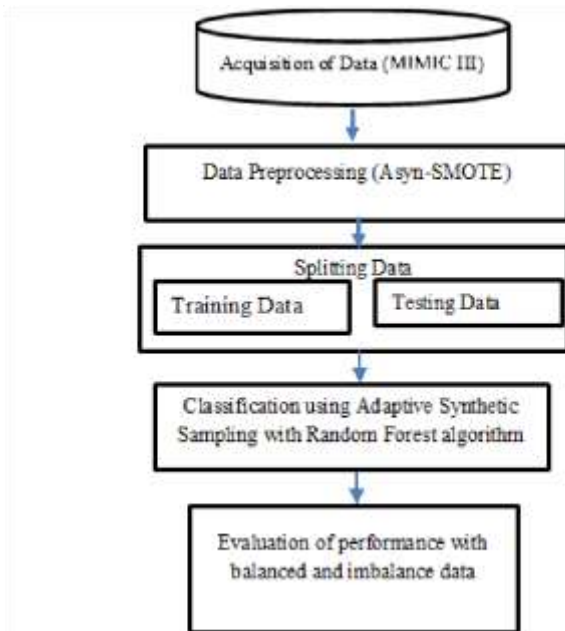 Acquisition of Data (MIMIC III)
Data Preprocessing (Asyn-SMOTE)
Splitting Data
Training Data
Testing Data
Classification using Adaptive Synthetic
Sampling with Random Forest algorithm
Evaluation of performance with
balanced and imbalance data